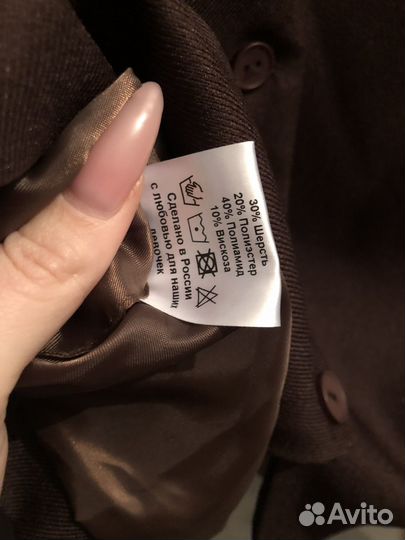 30% Шерсть
20% Полиэстер
40% Полиамид
10% Вискоза
Сделано в России
с любовью для наших
девочек
Avito